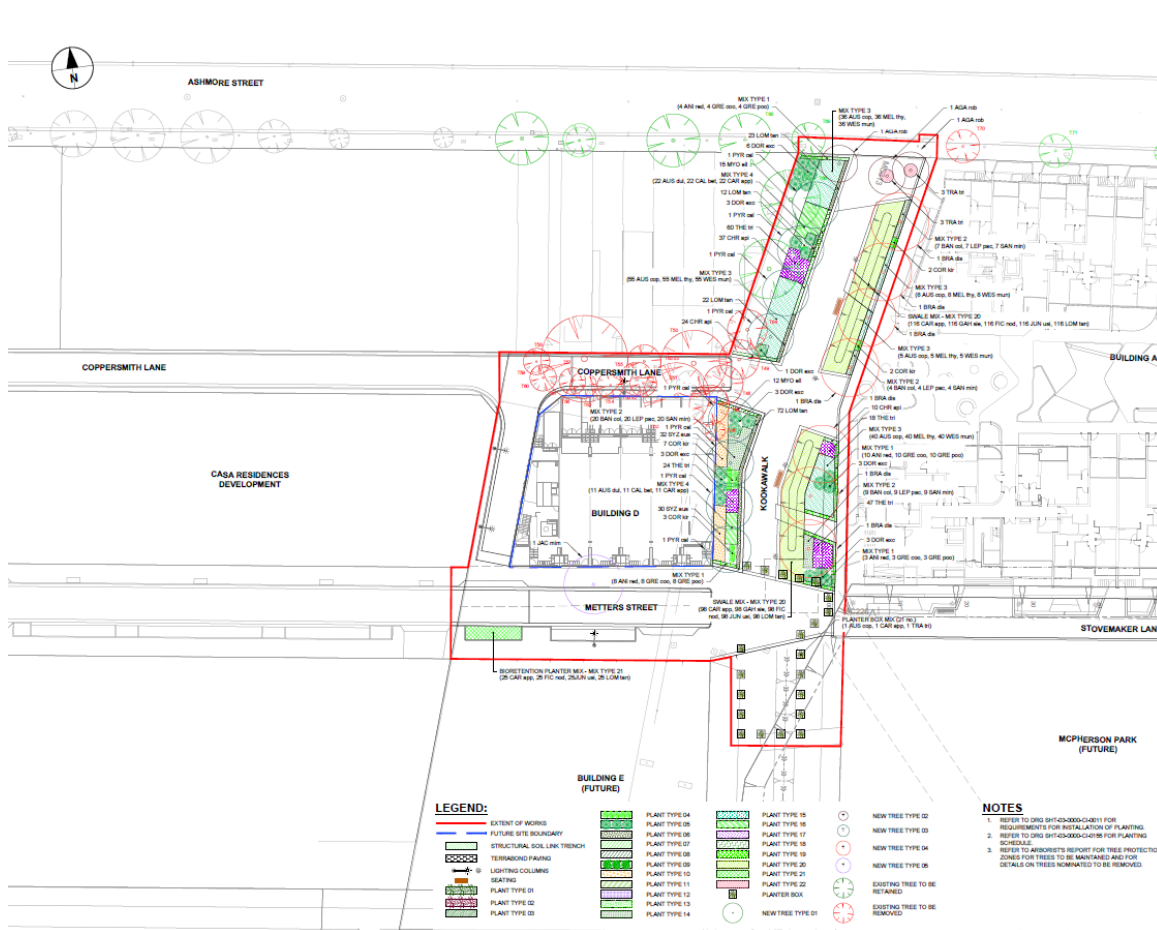 N
ASHMORE STREET
MIX TYPE 1
(4 ANI red, 4 GRE coo, 4 GRE poo)
MIX TYPE 3
(36 AUS cop, 36 MEL thy,
36 WES mun)
1 AGA rob
1 AGA rob
1 AGA rob
T70
T71
23 LOM tan
6 DOR exc
1 PYR cal
15 MYO ell
MIX TYPE 4
(22 AUS dul, 22 CAL bet, 22 CAR app)
12 LOM tan
3 DOR exc
1 PYR cal
60 THE tri
37 CHR api
1 PYR cal
MIX TYPE 3
(55 AUS cop, 55 MEL thy, 55 WES mun)
22 LOM tan
1 PYR cal
24 CHR api
3 TRA tri
3 TRA tri
MIX TYPE 2
(7 BAN col, 7 LEP pac, 7 SAN min)
1 BRA dis
2 COR kir
MIX TYPE 3
(8 AUS cop, 8 MEL thy, 8 WES mun)
1 BRA dis
SWALE MIX - MIX TYPE 20
(116 CAR app, 116 GAH sie, 116 FIC nod, 116 JUN usi, 116 LOM tan)
1 BRA dis
MIX TYPE 3
(5 AUS cop, 5 MEL thy, 5 WES mun)
BUILDING A
2 COR kir
MIX TYPE 2
(4 BAN col, 4 LEP pac, 4 SAN min)
1 BRA dis
10 CHR api
18 THE tri
MIX TYPE 3
(40 AUS cop, 40 MEL thy, 40 WES mun)
MIX TYPE 1
(10 ANI red, 10 GRE coo, 10 GRE poo)
3 DOR exc
1 BRA dis
MIX TYPE 2
(9 BAN col, 9 LEP pac, 9 SAN min)
47 THE tri
1 BRA dis
3 DOR exc
MIX TYPE 1
(3 ANI red, 3 GRE coo, 3 GRE poo)
COPPERSMITH LANE
COPPERSMITH LANE
1 DOR exc
12 MYO ell
3 DOR exc
1 BRA dis
72 LOM tan
1 PYR cal
MIX TYPE 2
(20 BAN col, 20 LEP pac, 20 SAN min)
1 PYR cal
32 SYZ aus
7 COR kir
3 DOR exc
24 THE tri
1 PYR cal
MIX TYPE 4
(11 AUS dul, 11 CAL bet, 11 CAR app)
30 SYZ aus
3 COR kir
1 PYR cal
1 JAC mim
KOOKAWALK
CASA RESIDENCES
DEVELOPMENT
BUILDING D
MIX TYPE 1
(8 ANI red, 8 GRE coo, 8 GRE poo)
SWALE MIX - MIX TYPE 20
(98 CAR app, 98 GAH sie, 98 FIC
nod, 98 JUN usi, 98 LOM tan)
METTERS STREET
PLANTER BOX MIX (21 no.)
(1 AUS cop, 1 CAR app, 1 TRA tri)
STOVEMAKER LAN
BIORETENTION PLANTER MIX - MIX TYPE 21
(25 CAR app, 25 FIC nod, 25JUN usi, 25 LOM tan)
MCPHERSON PARK
(FUTURE)
BUILDING E
(FUTURE)
LEGEND:
EXTENT OF WORKS
FUTURE SITE BOUNDARY
STRUCTURAL SOIL LINK TRENCH
TERRABOND PAVING
LIGHTING COLUMNS
SEATING
PLANT TYPE 01
PLANT TYPE 02
PLANT TYPE 03
PLANT TYPE 04
PLANT TYPE 05
PLANT TYPE 06
PLANT TYPE 07
PLANT TYPE 08
PLANT TYPE 09
PLANT TYPE 10
PLANT TYPE 11
PLANT TYPE 12
PLANT TYPE 13
PLANT TYPE 14
PLANT TYPE 15
PLANT TYPE 16
PLANT TYPE 17
PLANT TYPE 18
PLANT TYPE 19
PLANT TYPE 20
PLANT TYPE 21
PLANT TYPE 22
PLANTER BOX
NEW TREE TYPE 01
NEW TREE TYPE 02
NEW TREE TYPE 03
NEW TREE TYPE 04
NEW TREE TYPE 05
EXISTING TREE TO BE
RETAINED
EXISTING TREE TO BE
REMOVED
NOTES
1. REFER TO DRG SHT-03-0000-CI-0011 FOR
REQUIREMENTS FOR INSTALLATION OF PLANTING.
2. REFER TO DRG SHT-03-0000-CI-0155 FOR PLANTING
SCHEDULE.
3. REFER TO ARBORISTS REPORT FOR TREE PROTECTIO
ZONES FOR TREES TO BE MAINTANED AND FOR
DETAILS ON TREES NOMINATED TO BE REMOVED.